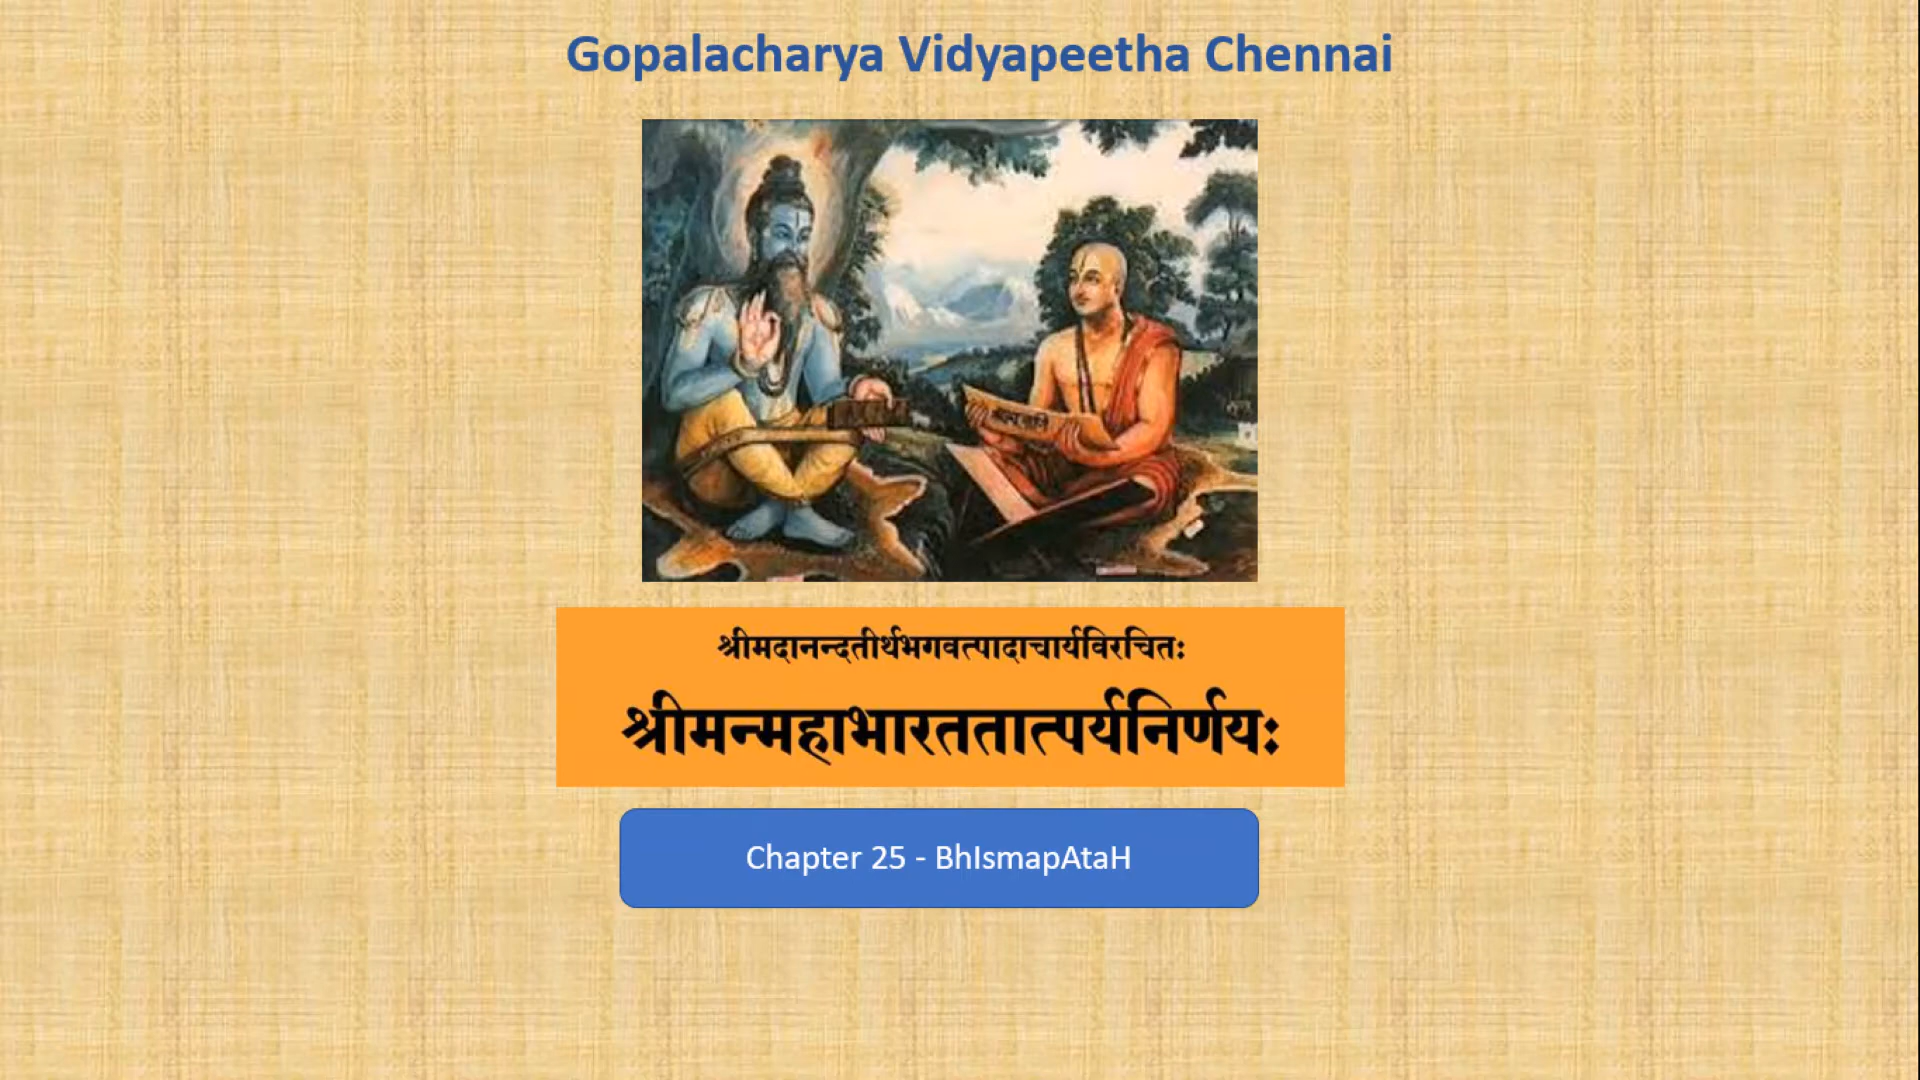 Gopalacharya Vidyapeetha Chennai
श्रीमदानन्दतीर्थभगवत्पादाचार्यविरचितः
श्रीमन्महाभारततात्पर्यनिर्णयः
Chapter 25 - BhIsmapAtaH